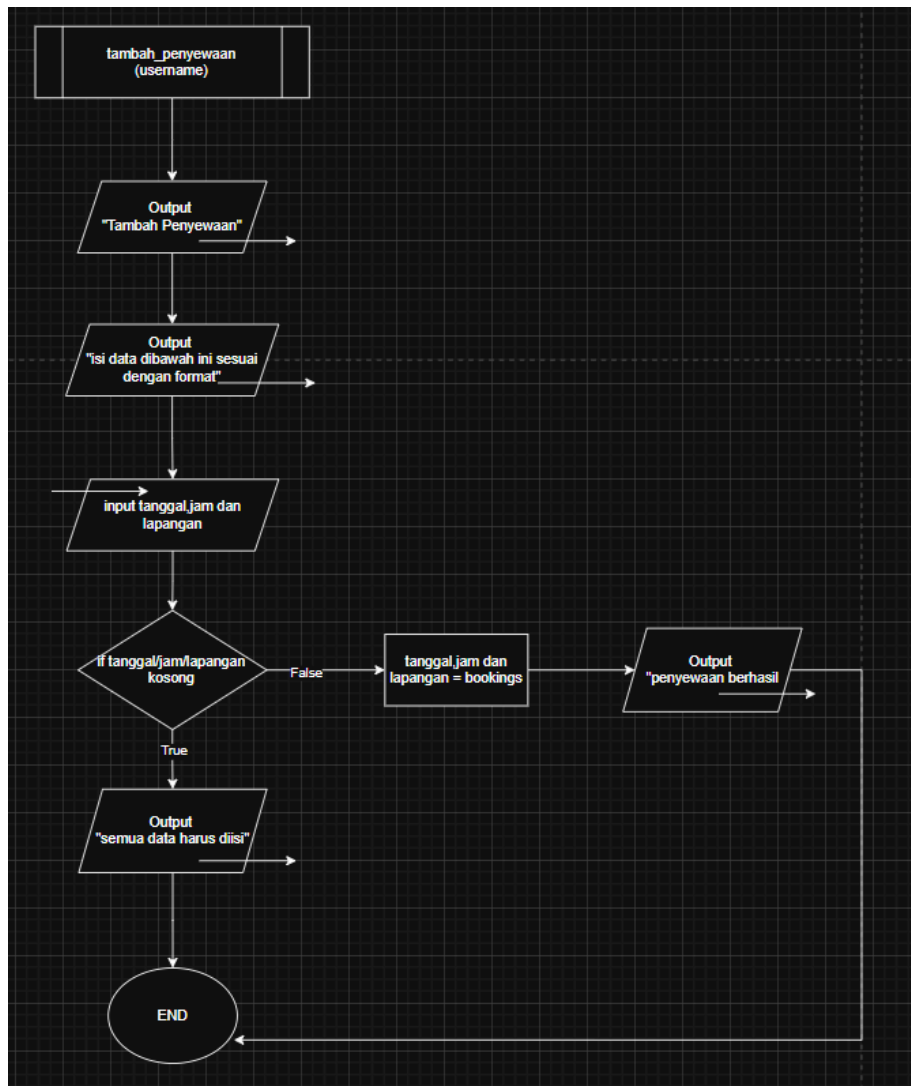 tambah_penyewaan
(username)
Output
"Tambah Penyewaan"
Output
"isi data dibawah ini sesuai
dengan format"
input tanggal,jam dan
lapangan
if tanggal/jam/lapangan
kosong
False
tanggal,jam dan
lapangan = bookings
Output
"penyewaan berhasil
True
Output
"semua data harus diisi"
END